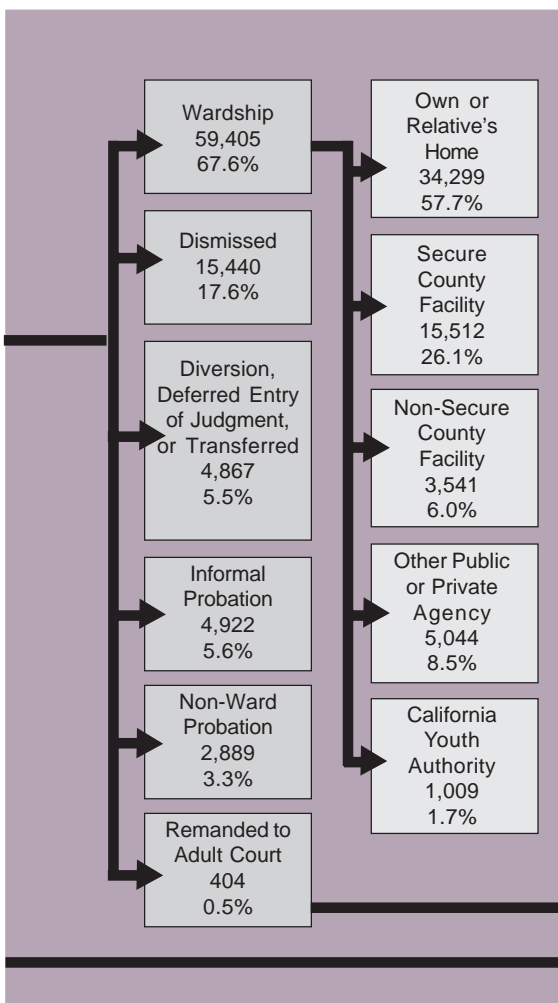 Wardship
59,405
67.6%
Dismissed
15,440
17.6%
Diversion,
Deferred Entry
of Judgment,
or Transferred
4,867
5.5%
Informal
Probation
4,922
5.6%
Non-Ward
Probation
2,889
3.3%
Remanded to
Adult Court
404
0.5%
Own or
Relative's
Home
34,299
57.7%
Secure
County
Facility
15,512
26.1%
Non-Secure
County
Facility
3,541
6.0%
Other Public
or Private
Agency
5,044
8.5%
California
Youth
Authority
1,009
1.7%